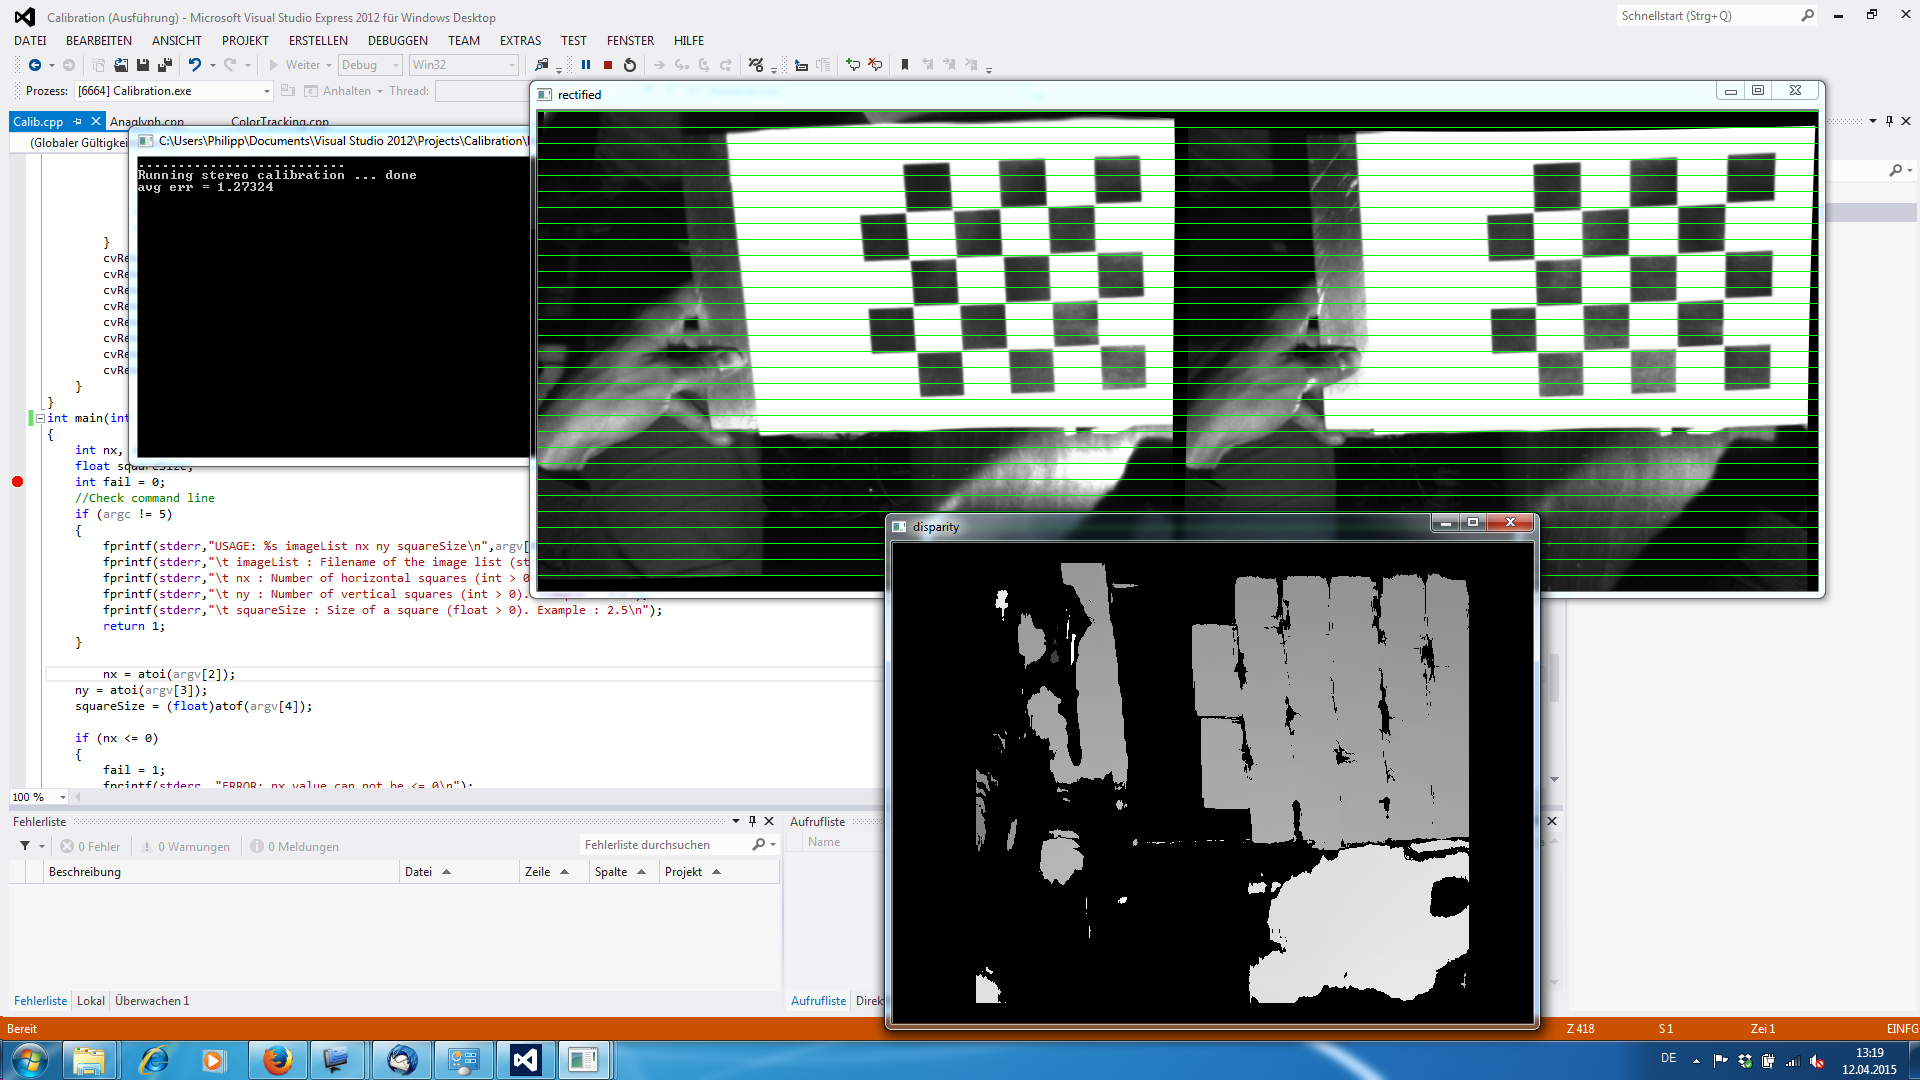 Calibration (Ausführung) - Microsoft Visual Studio Express 2012 für Windows Desktop
Schnellstart (Strg+Q)
DATEI BEARBEITEN ANSICHT PROJEKT ERSTELLEN DEBUGGEN TEAM EXTRAS TEST FENSTER HILFE
Weiter Debug Win32
Prozess: [6664] Calibration.exe Anhalten Thread:
rectified
Calib.cpp Anaglyph.cpp ColorTracking.cpp
(Globaler Gültigkei
C:\Users\Philipp\Documents\Visual Studio 2012\Projects\Calibration\
Running stereo calibration ... done
avg err = 1.27324
}
cvRe
cvRe
cvRe
cvRe
cvRe
cvRe
cvRe
cvRe
}
}
int main(int
{
int nx,
float squareSize,
int fail = 0;
//Check command line
if (argc != 5)
{
fprintf(stderr,"USAGE: %s imageList nx ny squareSize\n",argv[
fprintf(stderr,"\t imageList : Filename of the image list (st
fprintf(stderr,"\t nx : Number of horizontal squares (int > 0
fprintf(stderr,"\t ny : Number of vertical squares (int > 0). Example
fprintf(stderr,"\t squareSize : Size of a square (float > 0). Example : 2.5\n");
return 1;
}
nx = atoi(argv[2]);
ny = atoi(argv[3]);
squareSize = (float)atof(argv[4]);
if (nx <= 0)
{
fail = 1;
fprintf(stderr, "ERROR: nx value can not be <= 0\n");
disparity
100 %
Fehlerliste
0 Fehler 0 Warnungen 0 Meldungen
Fehlerliste durchsuchen
Beschreibung Datei Zeile Spalte Projekt
Fehlerliste Lokal Überwachen 1
Aufrufliste
Name
Aufrufliste Direk
Bereit Z 418 S 1 Zei 1 EINFG
DE
13:19
12.04.2015